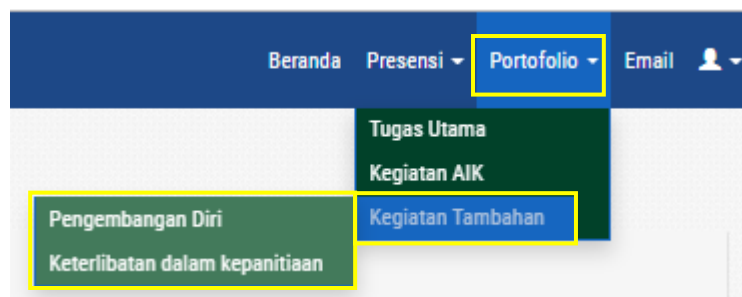 Beranda Presensi Portofolio Email
Tugas Utama
Kegiatan AIK
Kegiatan Tambahan
Pengembangan Diri
Keterlibatan dalam kepanitiaan